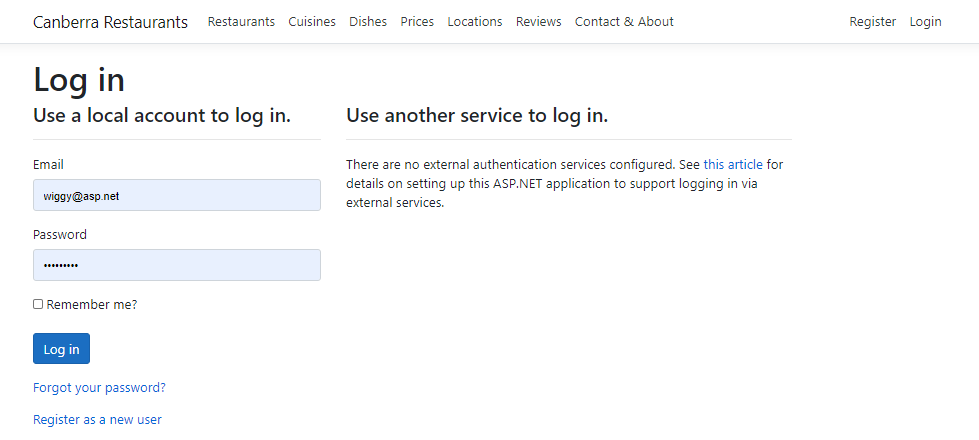 Canberra Restaurants Restaurants Cuisines Dishes Prices Locations Reviews Contact & About Register Login
Log in
Use a local account to log in.
Email
wiggy@asp.net
Password
•••••••••
Remember me?
Log in
Forgot your password?
Register as a new user
Use another service to log in.
There are no external authentication services configured. See this article for
details on setting up this ASP.NET application to support logging in via
external services.